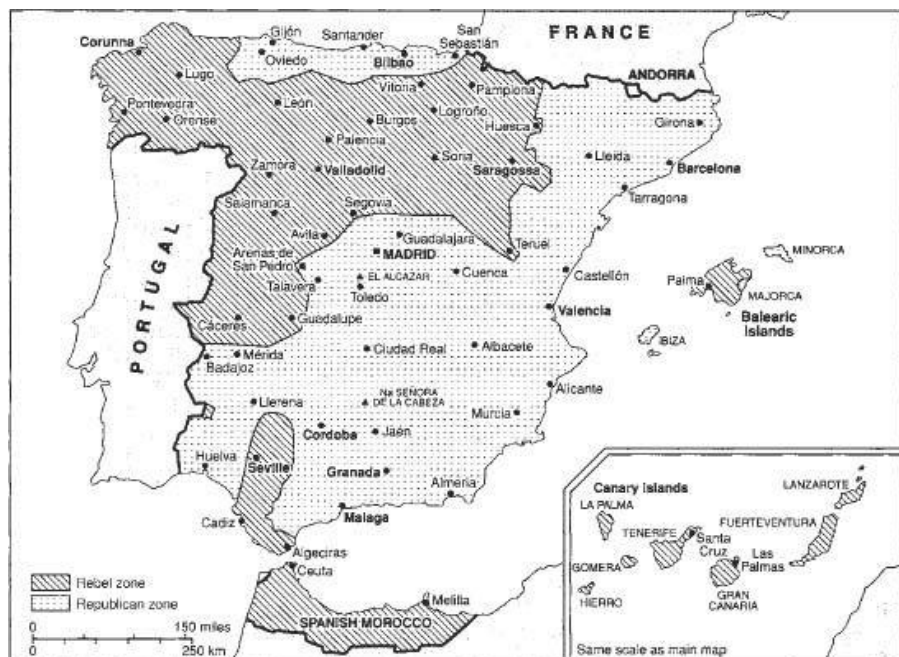 FRANCE
Corunna
Gijón
Santander
San
Sebastián
Oviedo
Bilbao
ANDORRA
Lugo
Vitoria
Pamplona
Pontevedra
León
Logroño
Girona
Orense
Burgos
Huesca
Palencia
Zamora
Valladolid
Soria
Saragossa
Lleida
Barcelona
Tarragona
Salamanca
Segovia
Avila
Guadalajara
Teruel
MINORCA
Arenas de
San Pedro
MADRID
EL ALCAZAR
Cuenca
Castellón
Palma
MAJORCA
Talavera
Toledo
PORTUGAL
Valencia
Balearic
Islands
Cáceres
Guadalupe
IBIZA
Mérida
Ciudad Real
Albacete
Badajoz
Alicante
Llerena
Na SEÑORA
DE LA CABEZA
Murcia
Cordoba
Jaén
Huelva
Seville
Granada
Almeria
Cadiz
Malaga
Algeciras
Ceuta
Melilla
SPANISH MOROCCO
Rebel zone
Republican zone
0 150 miles
0 250 km
Canary Islands
LANZAROTE
LA PALMA
FUERTEVENTURA
TENERIFE
Santa
Cruz
Las
Palmas
GOMERA
HIERRO
GRAN
CANARIA
Same scale as main map